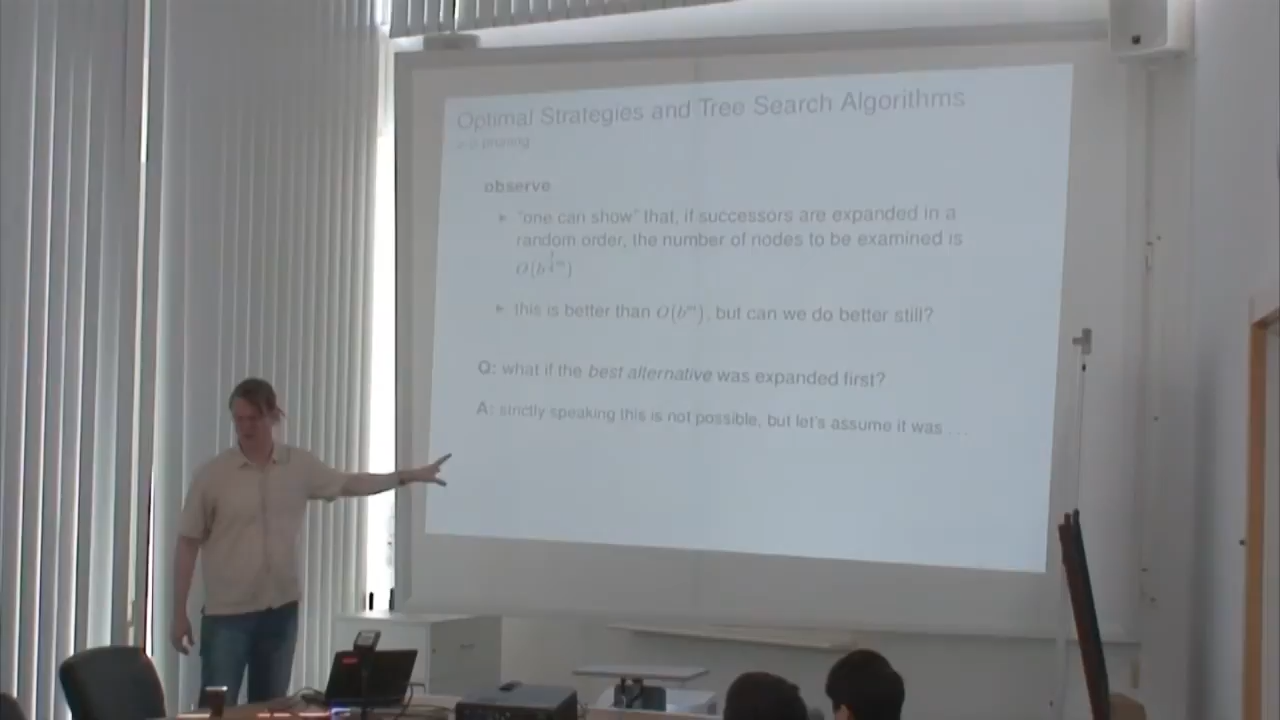 Optimal Strategies and Tree Search Algorithms
α-β pruning
observe
"one can show" that, if successors are expanded in a
random order, the number of nodes to be examined is
this is better than O(b^m), but can we do better still?
Q: what if the best alternative was expanded first?
A: strictly speaking this is not possible, but let's assume it was ...